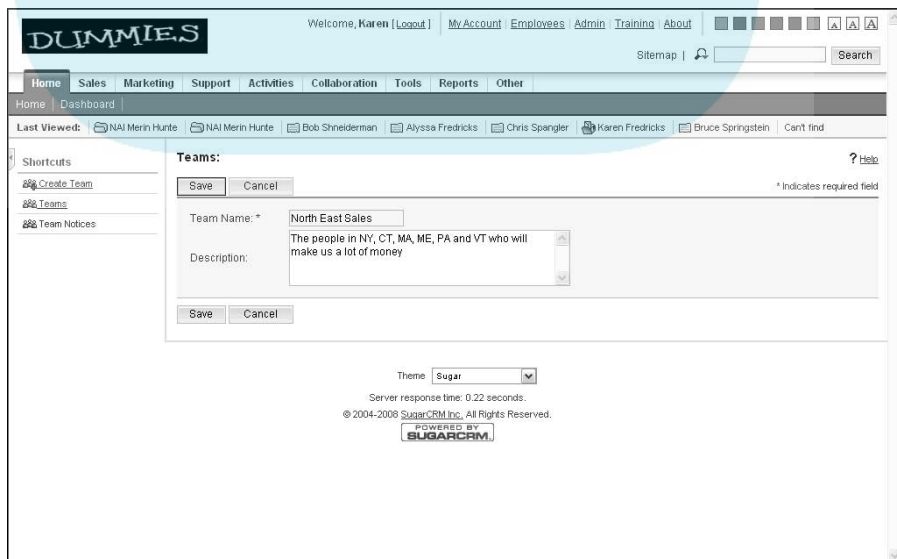 DUMMIES
Welcome, Karen [ Logout ] | My Account | Employees | Admin | Training | About A A A
Sitemap | Search
Home Sales Marketing Support Activities Collaboration Tools Reports Other
Home | Dashboard
Last Viewed: NAI Merin Hunte NAI Merin Hunte Bob Shneiderman Alyssa Fredricks Chris Spangler Karen Fredricks Bruce Springstein Can't find
Shortcuts
Create Team
Teams
Team Notices
Teams: ? Help
Save Cancel * Indicates required field
Team Name: * North East Sales
Description: The people in NY, CT, MA, ME, PA and VT who will
make us a lot of money
Save Cancel
Theme Sugar
Server response time: 0.22 seconds.
© 2004-2008 SugarCRM Inc. All Rights Reserved.
POWERED BY
SUGARCRM.